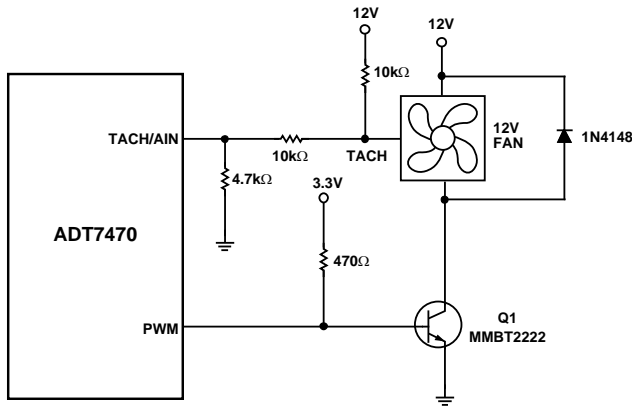 12V
12V
10kΩ
TACH/AIN
10kΩ
TACH
12V
FAN
1N4148
4.7kΩ
3.3V
ADT7470
470Ω
PWM
Q1
MMBT2222